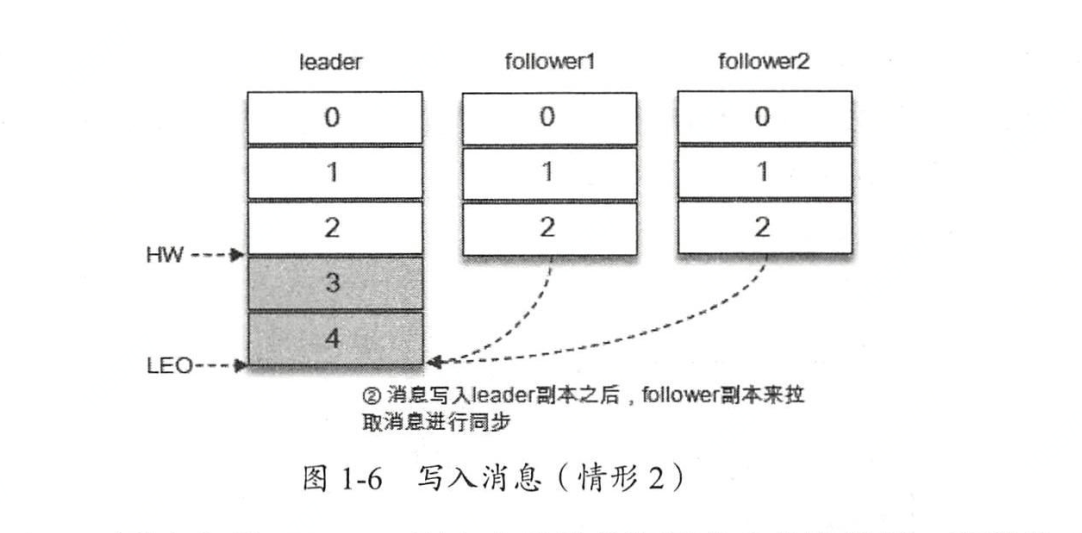 leader follower1 follower2
0 0 0
1 1 1
2 2 2
HW
3
4
LEO
② 消息写入leader副本之后，follower副本来拉
取消息进行同步
图 1-6 写入消息（情形 2）